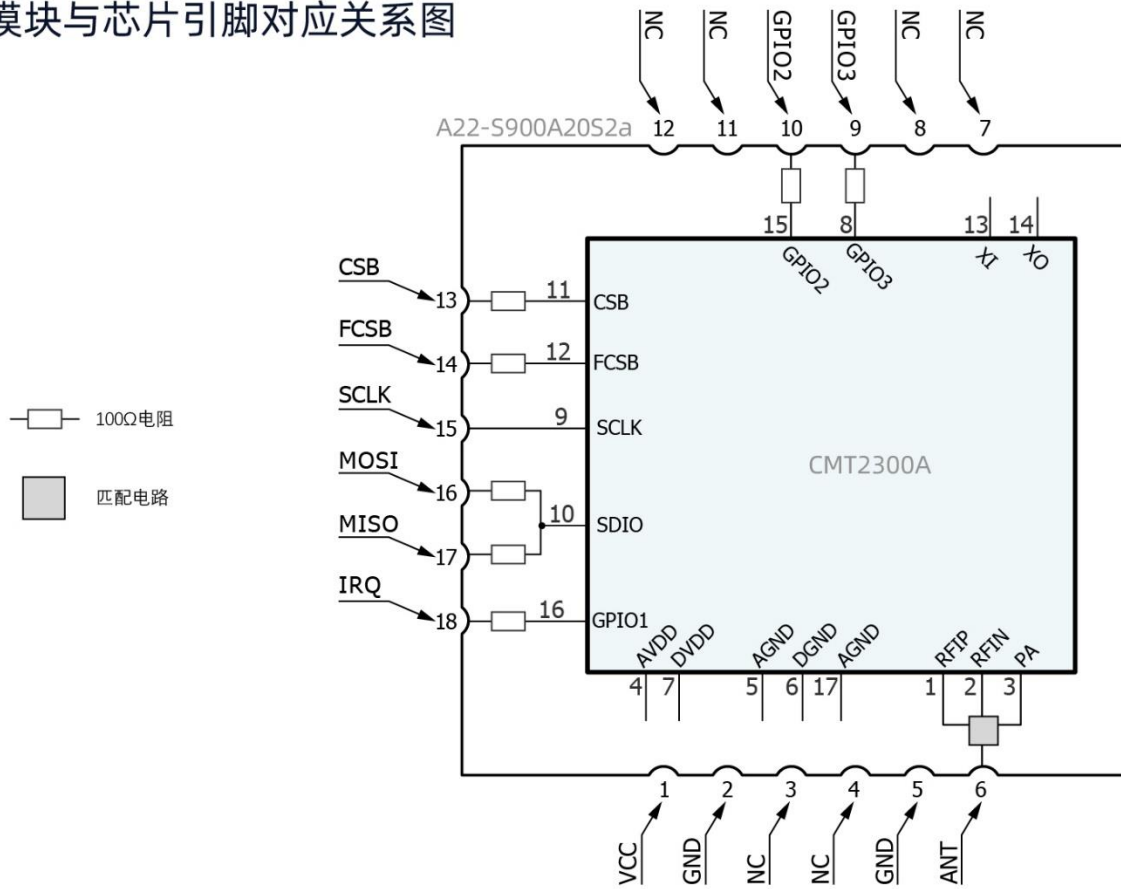 模块与芯片引脚对应关系图
NC
NC
GPIO2
GPIO3
NC
NC
A22-S900A20S2a
12
11
10
9
8
7
15
8
13
14
GPIO2
GPIO3
XI
XO
CSB
13
11
CSB
FCSB
14
12
FCSB
SCLK
15
9
SCLK
100Ω电阻
MOSI
16
CMT2300A
匹配电路
10
SDIO
MISO
17
IRQ
18
16
GPIO1
AVDD
DVDD
AGND
DGND
AGND
RFIP
RFIN
PA
4
7
5
6
17
1
2
3
1
2
3
4
5
6
VCC
GND
NC
NC
GND
ANT